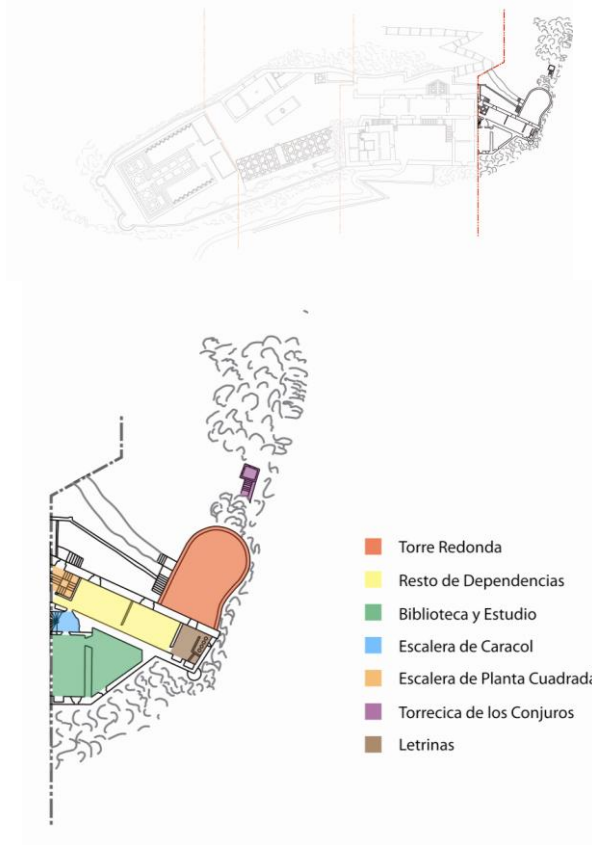 Torre Redonda
Resto de Dependencias
Biblioteca y Estudio
Escalera de Caracol
Escalera de Planta Cuadrada
Torrecica de los Conjuros
Letrinas